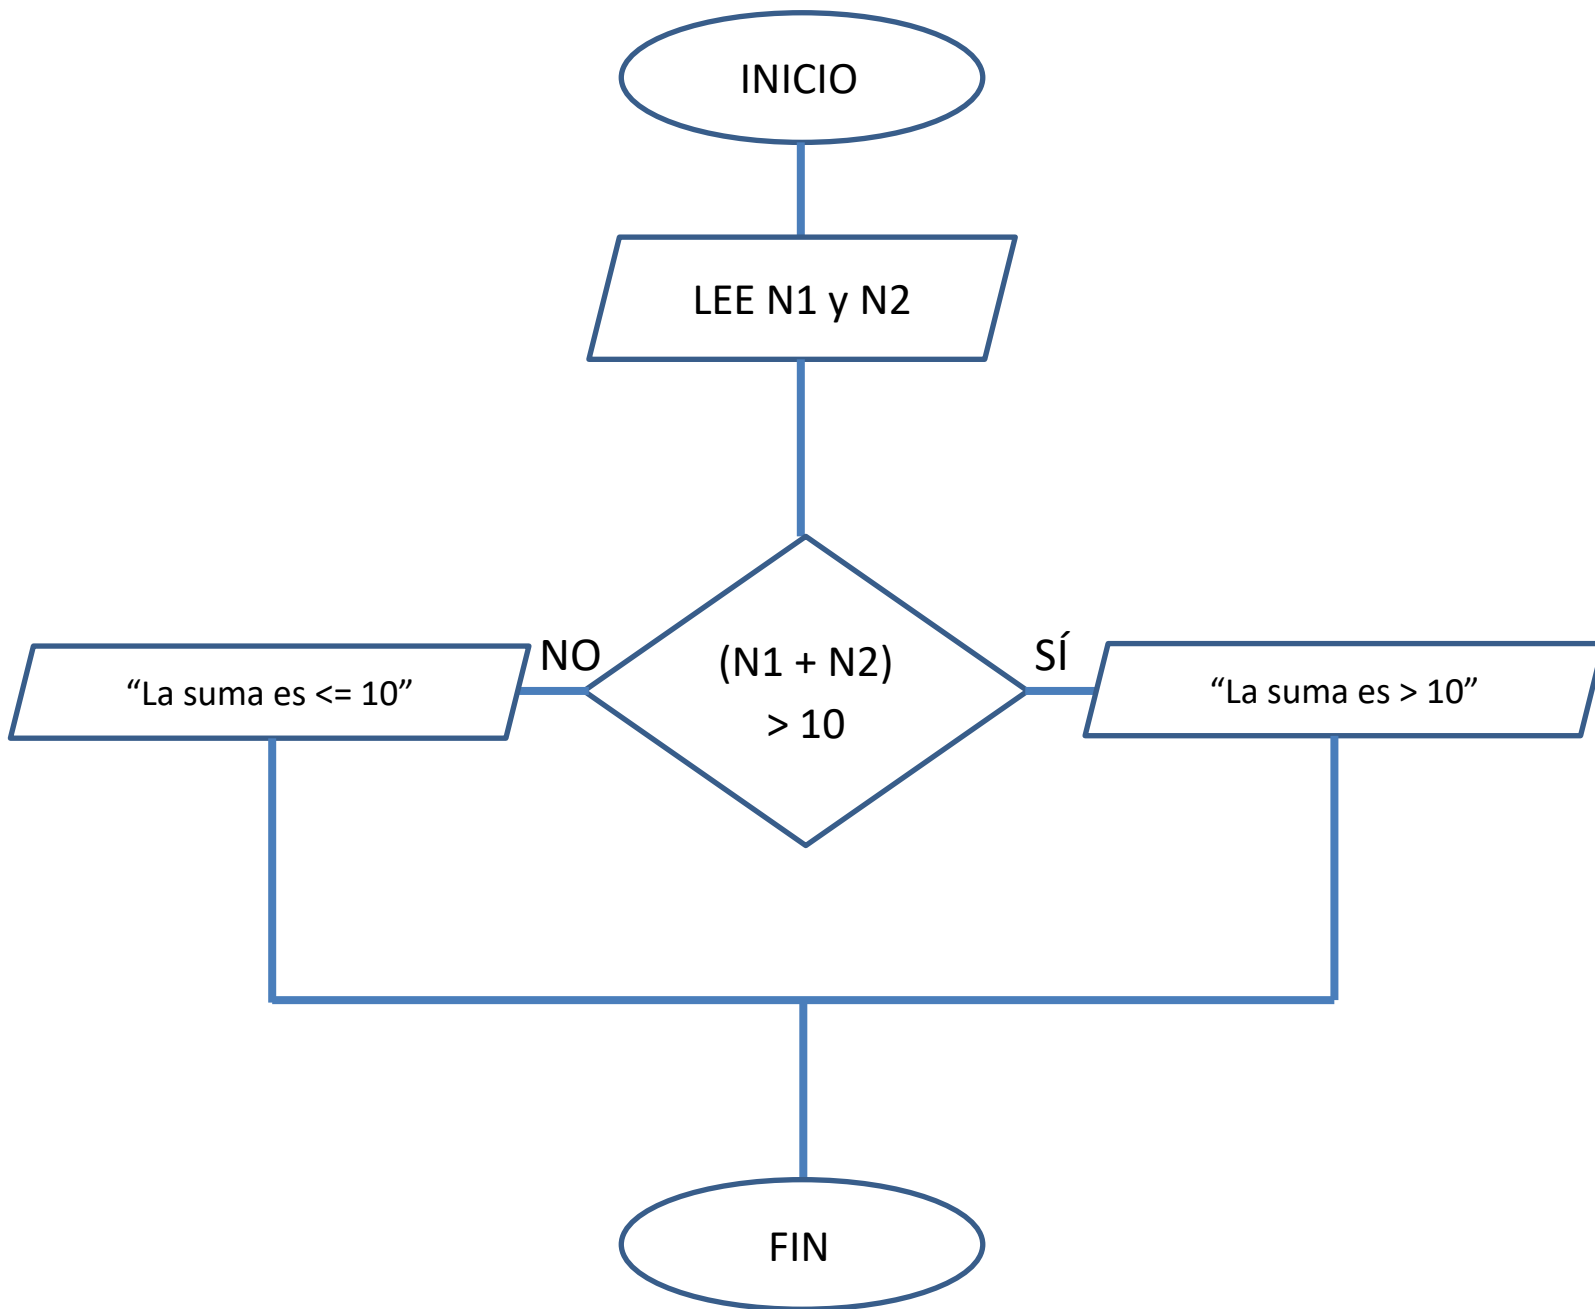 INICIO
LEE N1 y N2
NO
(N1 + N2)
> 10
SÍ
“La suma es <= 10”
“La suma es > 10”
FIN